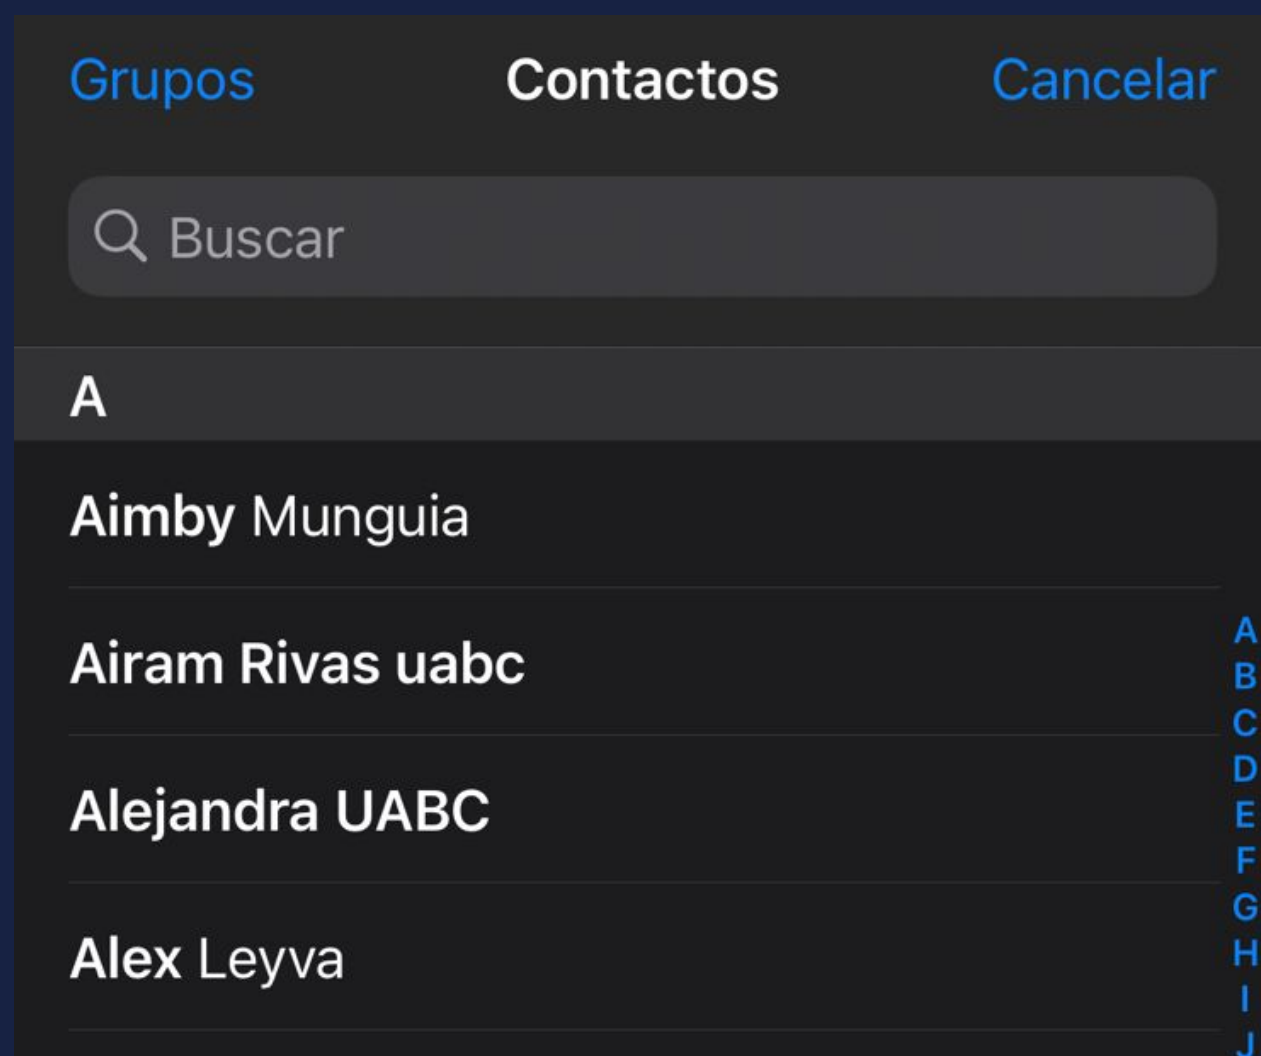 Grupos Contactos Cancelar
Buscar
A
Aimby Munguia
Airam Rivas uabc
Alejandra UABC
Alex Leyva
A
B
C
D
E
F
G
H
I
J